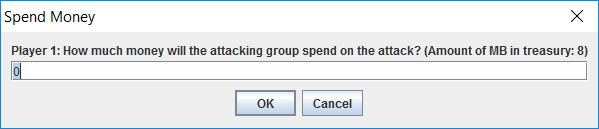 Spend Money
Player 1: How much money will the attacking group spend on the attack? (Amount of MB in treasury: 8)
0
OK Cancel